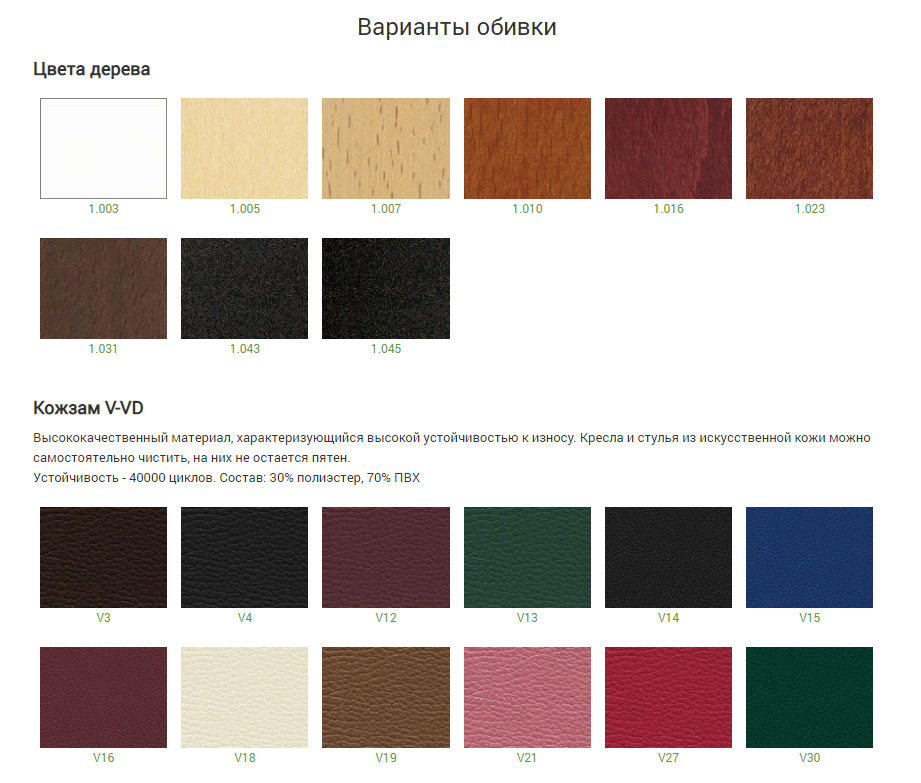 Варианты обивки
Цвета дерева
1.003 1.005 1.007 1.010 1.016 1.023
1.031 1.043 1.045
Кожзам V-VD
Высококачественный материал, характеризующийся высокой устойчивостью к износу. Кресла и стулья из искусственной кожи можно
самостоятельно чистить, на них не остается пятен.
Устойчивость - 40000 циклов. Состав: 30% полиэстер, 70% ПВХ
V3 V4 V12 V13 V14 V15
V16 V18 V19 V21 V27 V30